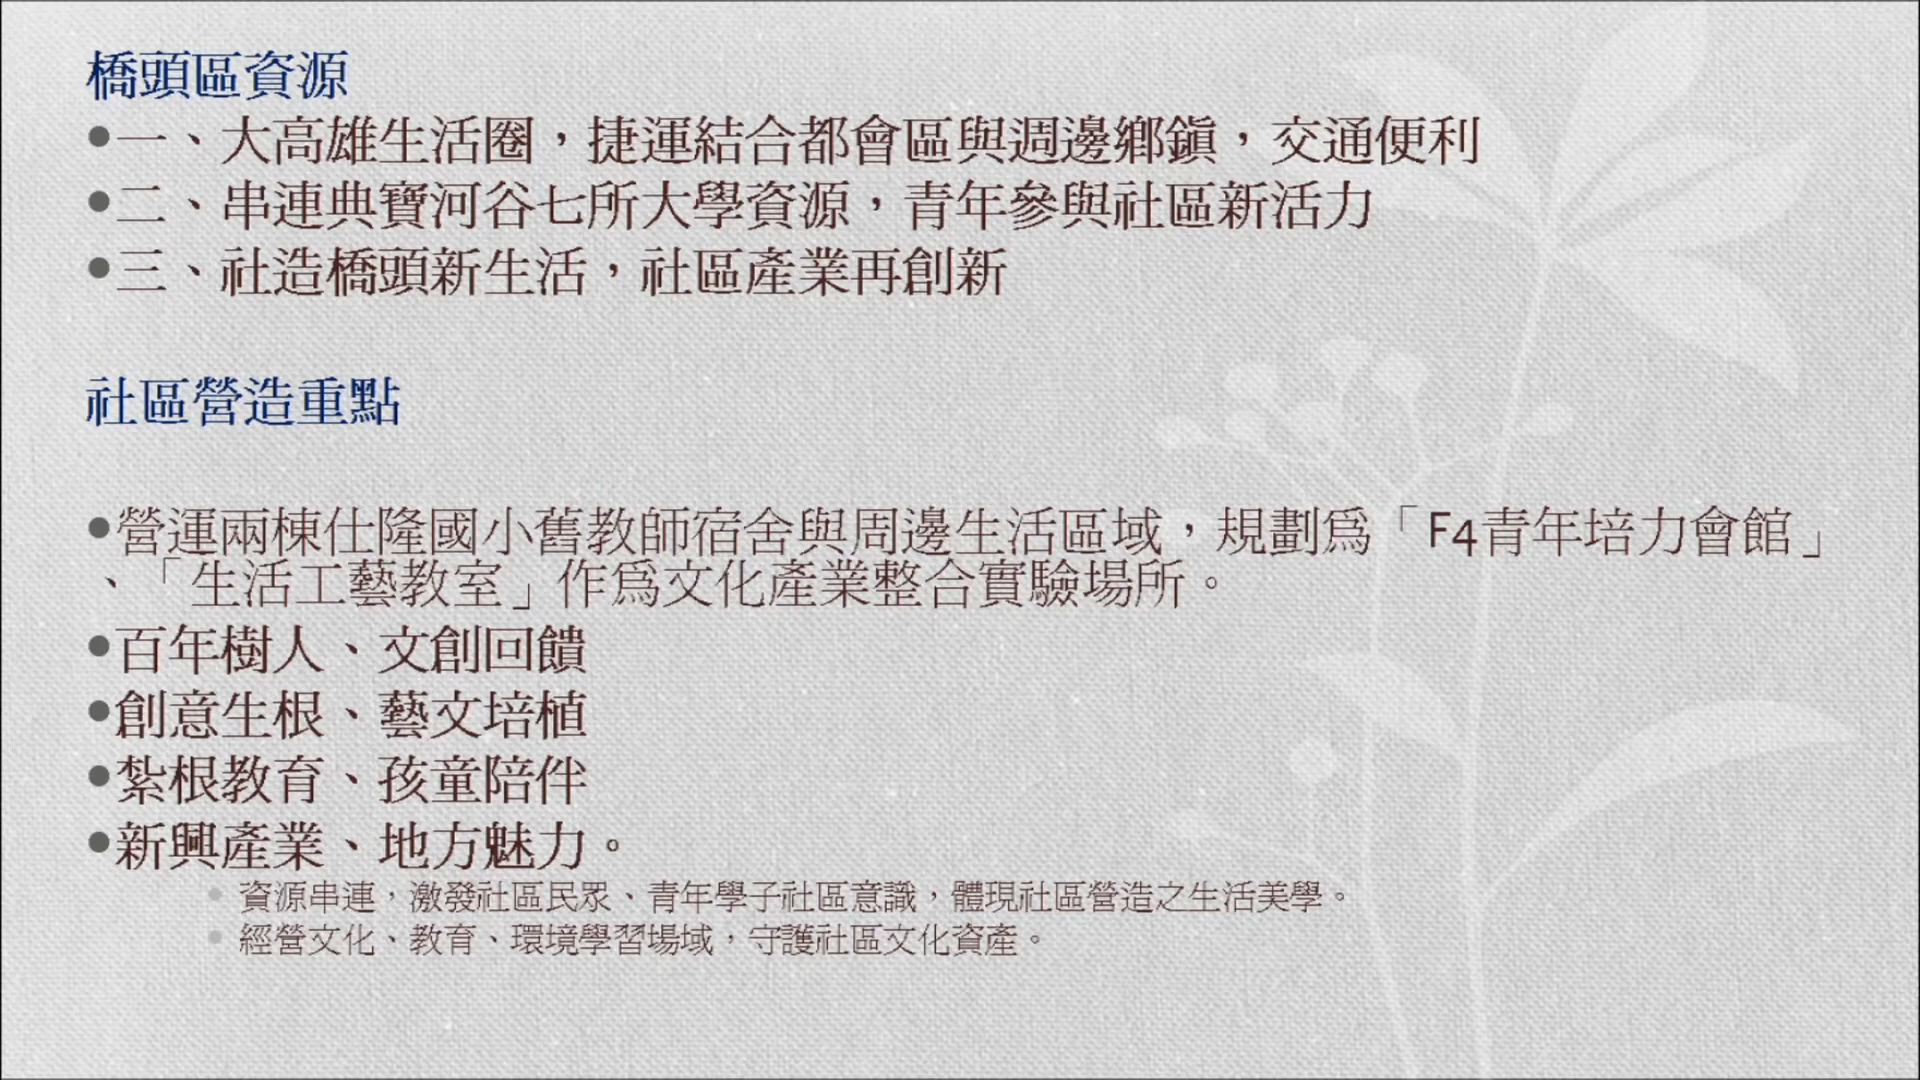 橋頭區資源
•一、大高雄生活圈，捷運結合都會區與週邊鄉鎮，交通便利
•二、串連典寶河谷七所大學資源，青年參與社區新活力
•三、社造橋頭新生活，社區產業再創新
社區營造重點
•營運兩棟仕隆國小舊教師宿舍與周邊生活區域，規劃為「F4青年培力會館」
、「生活工藝教室」作為文化產業整合實驗場所。
•百年樹人、文創回饋
•創意生根、藝文培植
•紮根教育、孩童陪伴
•新興產業、地方魅力。
• 資源串連，激發社區民眾、青年學子社區意識，體現社區營造之生活美學。
• 經營文化、教育、環境學習場域，守護社區文化資產。